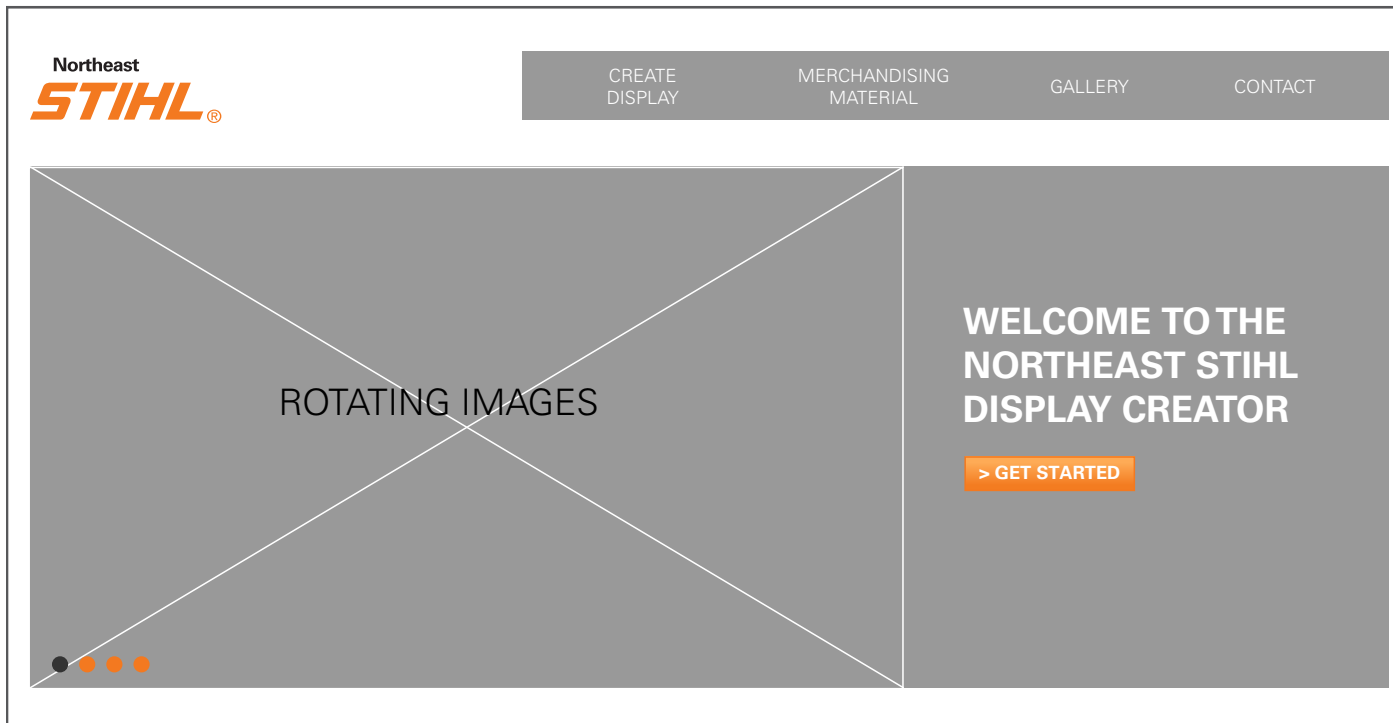 Northeast
STIHL®
CREATE
DISPLAY
MERCHANDISING
MATERIAL
GALLERY
CONTACT
ROTATING IMAGES
WELCOME TO THE
NORTHEAST STIHL
DISPLAY CREATOR
> GET STARTED